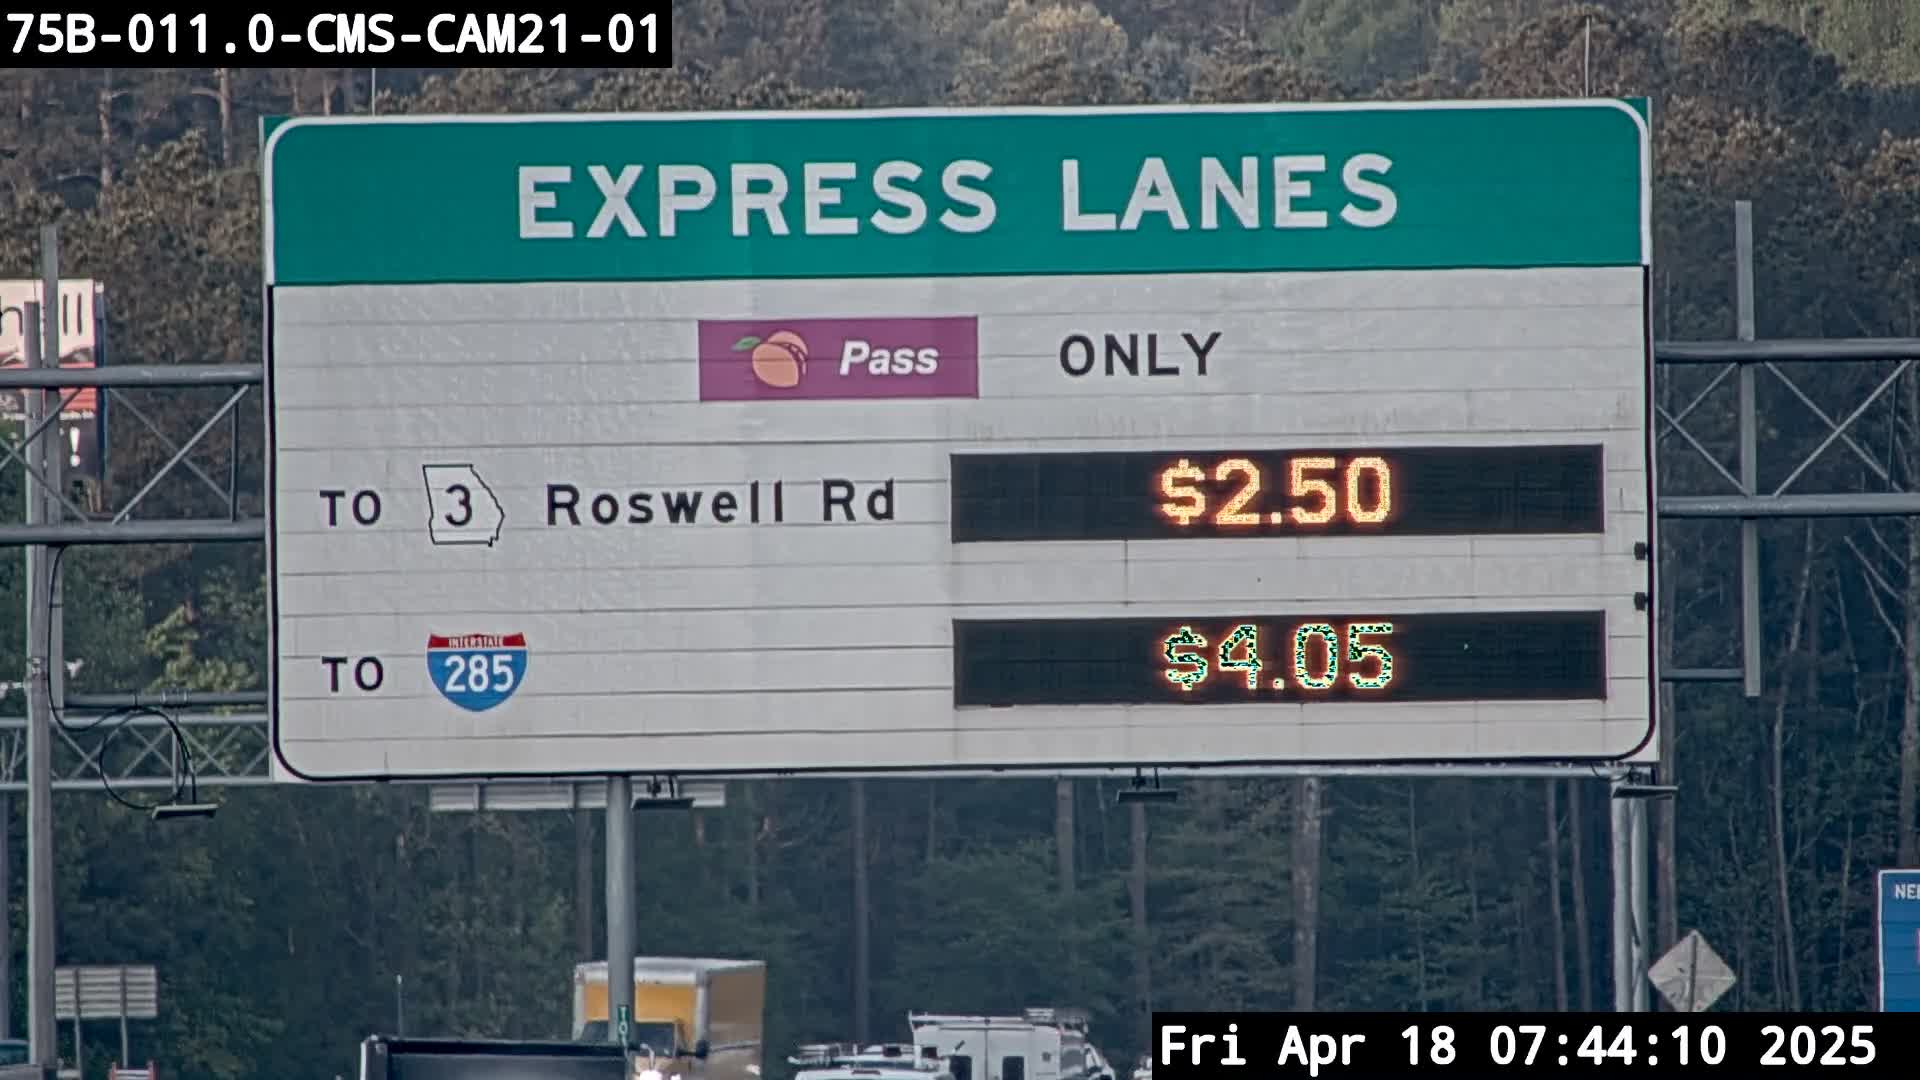 75B-011.0-CMS-CAM21-01
EXPRESS LANES
Pass ONLY
TO 3 Roswell Rd $2.50
TO INTERSTATE 285 $4.05
TO
Fri Apr 18 07:44:10 2025